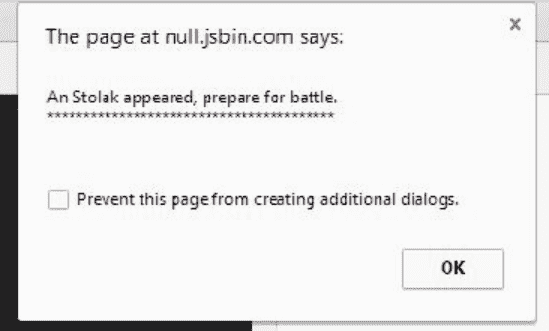 The page at null.jsbin.com says:
An Stolak appeared, prepare for battle.
****************************************
Prevent this page from creating additional dialogs.
OK